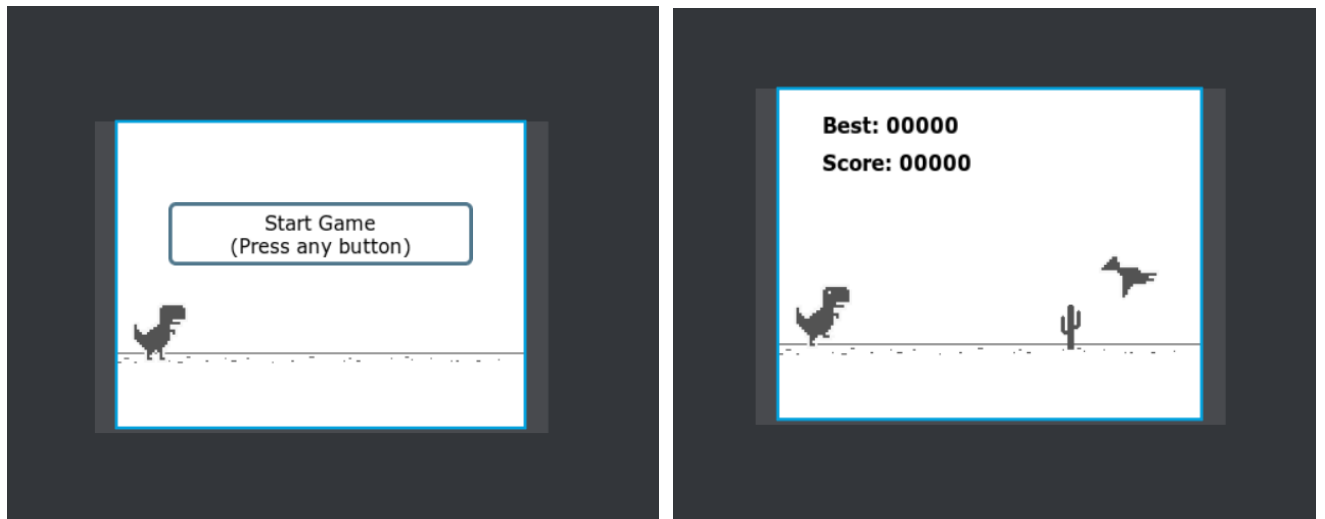 Start Game
(Press any button)
Best: 00000
Score: 00000